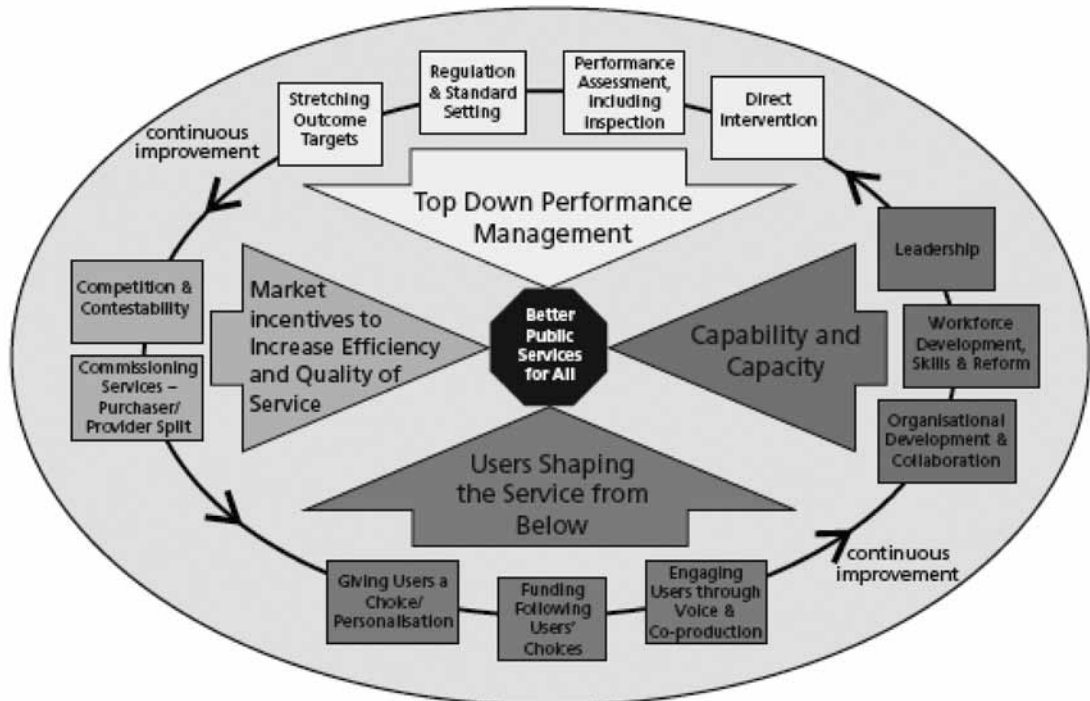 Stretching
Outcome
Targets
Regulation
& Standard
Setting
Performance
Assessment,
Including
Inspection
Direct
Intervention
continuous
improvement
Top Down Performance
Management
Competition &
Contestability
Commissioning
Services –
Purchaser/
Provider Split
Market
incentives to
Increase Efficiency
and Quality of
Service
Better
Public
Services
for All
Capability and
Capacity
Leadership
Workforce
Development,
Skills & Reform
Organisational
Development &
Collaboration
Users Shaping
the Service from
Below
Giving Users a
Choice/
Personalisation
Funding
Following
Users'
Choices
Engaging
Users through
Voice &
Co-production
continuous
improvement